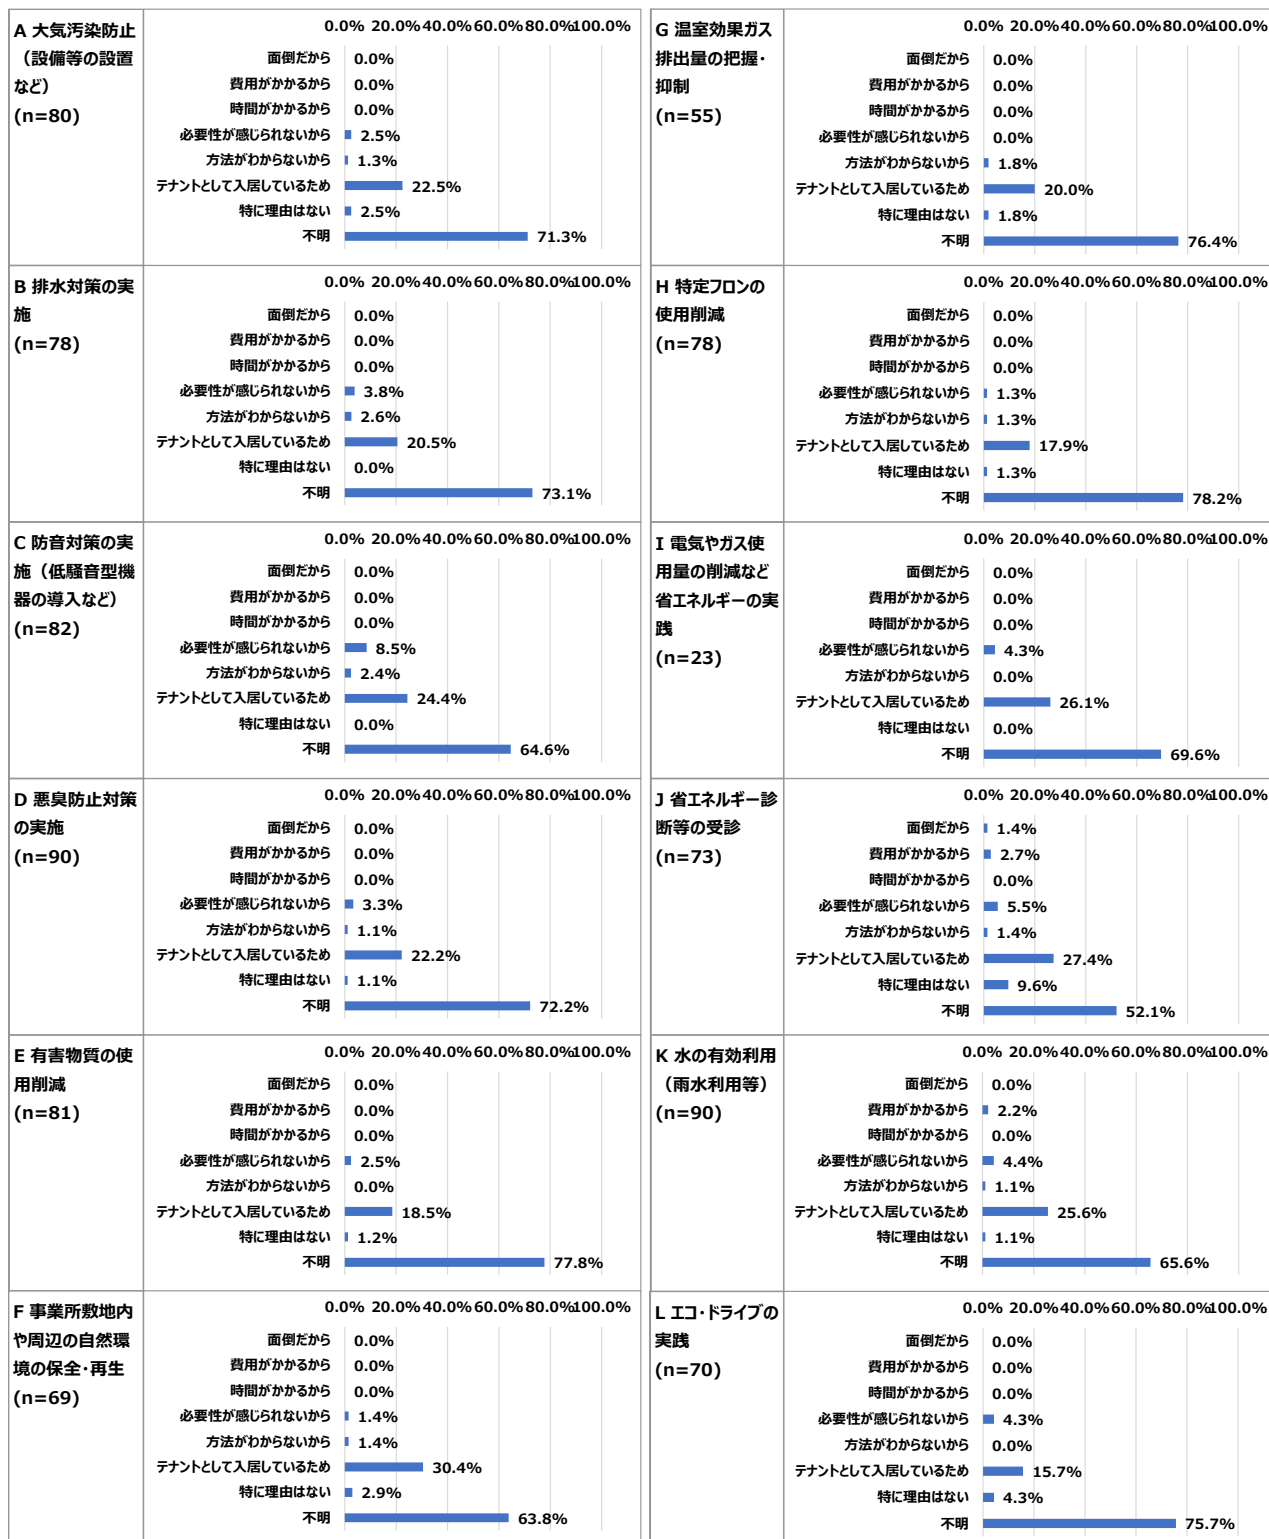 A 大気汚染防止
（設備等の設置
など）
(n=80)
0.0% 20.0%40.0%60.0%80.0%100.0%
面倒だから 0.0%
費用がかかるから 0.0%
時間がかかるから 0.0%
必要性が感じられないから 2.5%
方法がわからないから 1.3%
テナントとして入居しているため 22.5%
特に理由はない 2.5%
不明 71.3%
B 排水対策の実
施
(n=78)
0.0% 20.0%40.0%60.0%80.0%100.0%
面倒だから 0.0%
費用がかかるから 0.0%
時間がかかるから 0.0%
必要性が感じられないから 3.8%
方法がわからないから 2.6%
テナントとして入居しているため 20.5%
特に理由はない 0.0%
不明 73.1%
C 防音対策の実
施（低騒音型機
器の導入など）
(n=82)
0.0% 20.0%40.0%60.0%80.0%100.0%
面倒だから 0.0%
費用がかかるから 0.0%
時間がかかるから 0.0%
必要性が感じられないから 8.5%
方法がわからないから 2.4%
テナントとして入居しているため 24.4%
特に理由はない 0.0%
不明 64.6%
D 悪臭防止対策
の実施
(n=90)
0.0% 20.0%40.0%60.0%80.0%100.0%
面倒だから 0.0%
費用がかかるから 0.0%
時間がかかるから 0.0%
必要性が感じられないから 3.3%
方法がわからないから 1.1%
テナントとして入居しているため 22.2%
特に理由はない 1.1%
不明 72.2%
E 有害物質の使
用削減
(n=81)
0.0% 20.0%40.0%60.0%80.0%100.0%
面倒だから 0.0%
費用がかかるから 0.0%
時間がかかるから 0.0%
必要性が感じられないから 2.5%
方法がわからないから 0.0%
テナントとして入居しているため 18.5%
特に理由はない 1.2%
不明 77.8%
F 事業所敷地内
や周辺の自然環
境の保全・再生
(n=69)
0.0% 20.0%40.0%60.0%80.0%100.0%
面倒だから 0.0%
費用がかかるから 0.0%
時間がかかるから 0.0%
必要性が感じられないから 1.4%
方法がわからないから 1.4%
テナントとして入居しているため 30.4%
特に理由はない 2.9%
不明 63.8%
G 温室効果ガス
排出量の把握・
抑制
(n=55)
0.0% 20.0%40.0%60.0%80.0%100.0%
面倒だから 0.0%
費用がかかるから 0.0%
時間がかかるから 0.0%
必要性が感じられないから 0.0%
方法がわからないから 1.8%
テナントとして入居しているため 20.0%
特に理由はない 1.8%
不明 76.4%
H 特定フロンの
使用削減
(n=78)
0.0% 20.0%40.0%60.0%80.0%100.0%
面倒だから 0.0%
費用がかかるから 0.0%
時間がかかるから 0.0%
必要性が感じられないから 1.3%
方法がわからないから 1.3%
テナントとして入居しているため 17.9%
特に理由はない 1.3%
不明 78.2%
I 電気やガス使
用量の削減など
省エネルギーの実
践
(n=23)
0.0% 20.0%40.0%60.0%80.0%100.0%
面倒だから 0.0%
費用がかかるから 0.0%
時間がかかるから 0.0%
必要性が感じられないから 4.3%
方法がわからないから 0.0%
テナントとして入居しているため 26.1%
特に理由はない 0.0%
不明 69.6%
J 省エネルギー診
断等の受診
(n=73)
0.0% 20.0%40.0%60.0%80.0%100.0%
面倒だから 1.4%
費用がかかるから 2.7%
時間がかかるから 0.0%
必要性が感じられないから 5.5%
方法がわからないから 1.4%
テナントとして入居しているため 27.4%
特に理由はない 9.6%
不明 52.1%
K 水の有効利用
（雨水利用等）
(n=90)
0.0% 20.0%40.0%60.0%80.0%100.0%
面倒だから 0.0%
費用がかかるから 2.2%
時間がかかるから 0.0%
必要性が感じられないから 4.4%
方法がわからないから 1.1%
テナントとして入居しているため 25.6%
特に理由はない 1.1%
不明 65.6%
L エコ・ドライブの
実践
(n=70)
0.0% 20.0%40.0%60.0%80.0%100.0%
面倒だから 0.0%
費用がかかるから 0.0%
時間がかかるから 0.0%
必要性が感じられないから 4.3%
方法がわからないから 0.0%
テナントとして入居しているため 15.7%
特に理由はない 4.3%
不明 75.7%